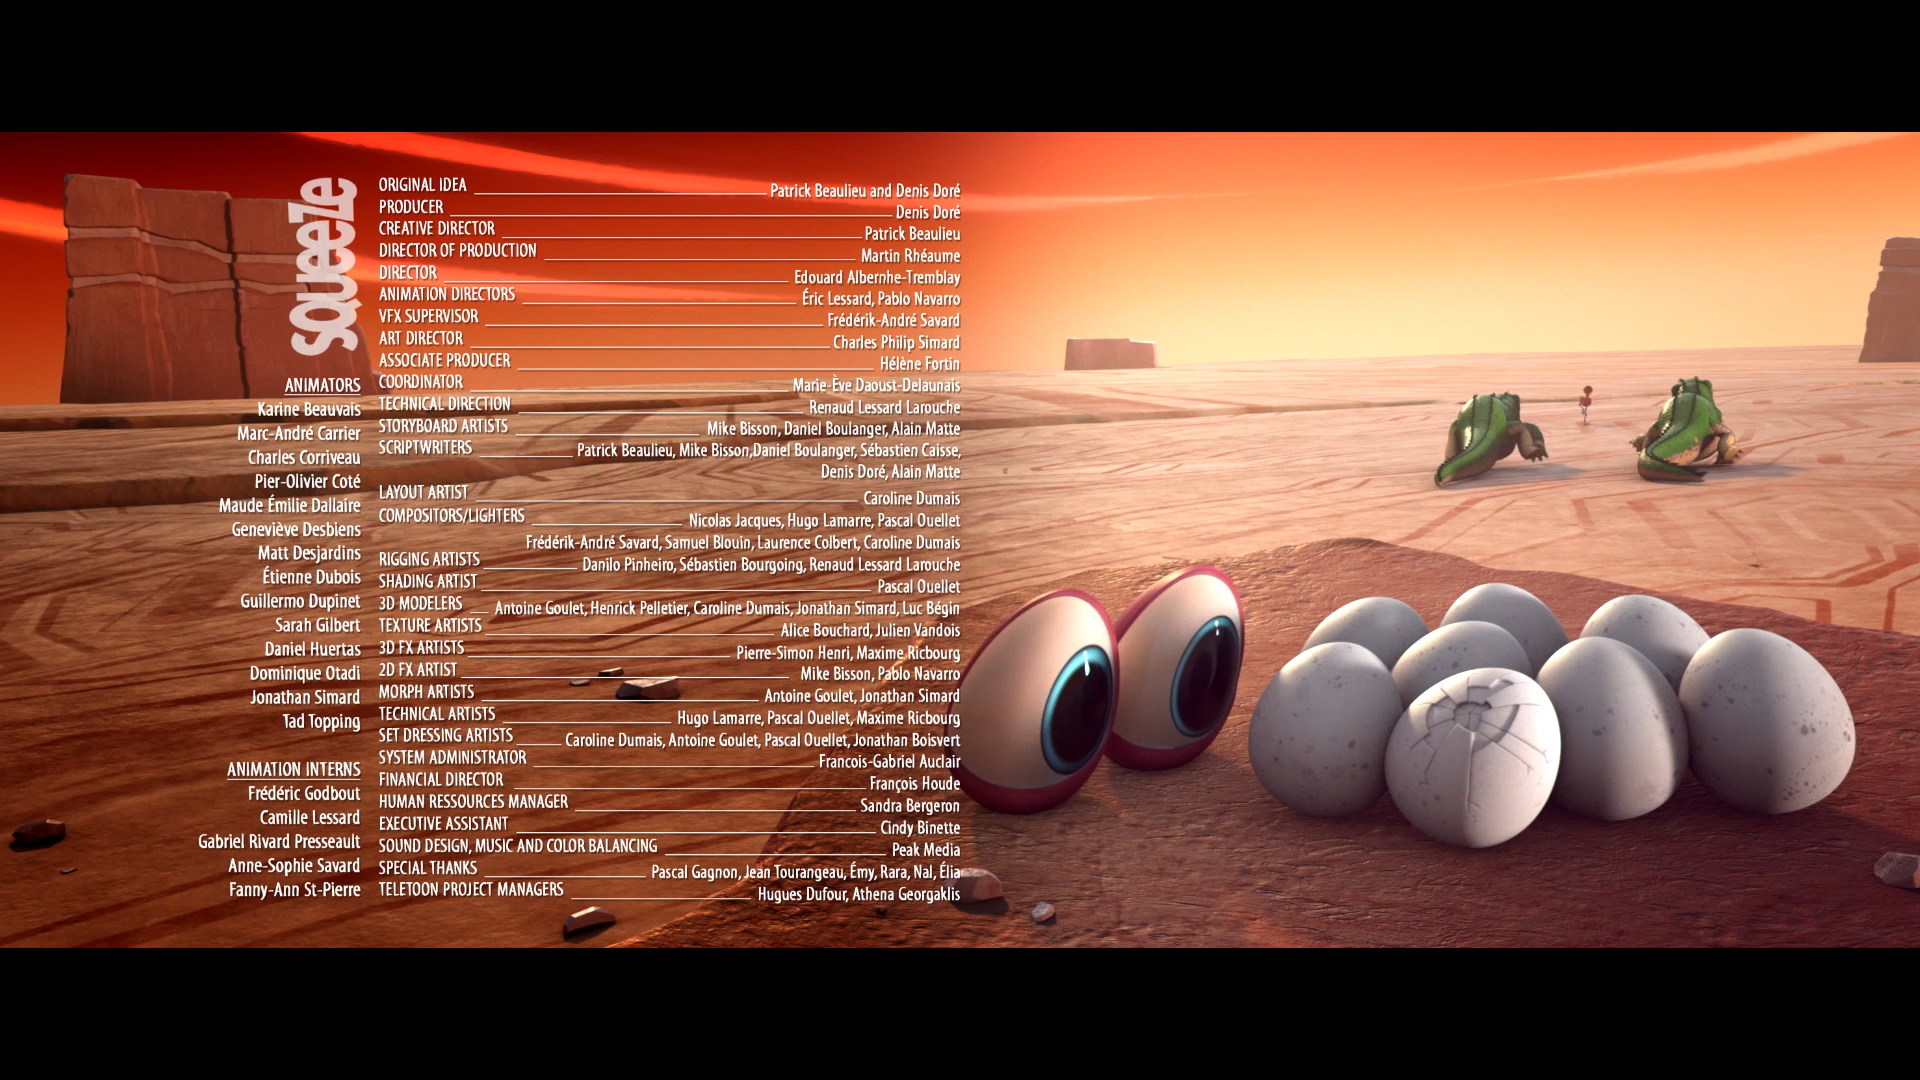 squeeze
ANIMATORS
Karine Beauvais
Marc-André Carrier
Charles Corriveau
Pier-Olivier Coté
Maude Émilie Dallaire
Geneviève Desbiens
Matt Desjardins
Étienne Dubois
Guillermo Dupinet
Sarah Gilbert
Daniel Huertas
Dominique Otadi
Jonathan Simard
Tad Topping
ANIMATION INTERNS
Frédéric Godbout
Camille Lessard
Gabriel Rivard Presseault
Anne-Sophie Savard
Fanny-Ann St-Pierre
ORIGINAL IDEA Patrick Beaulieu and Denis Doré
PRODUCER Denis Doré
CREATIVE DIRECTOR Patrick Beaulieu
DIRECTOR OF PRODUCTION Martin Rhéaume
DIRECTOR Edouard Albernhe-Tremblay
ANIMATION DIRECTORS Éric Lessard, Pablo Navarro
VFX SUPERVISOR Frédérik-André Savard
ART DIRECTOR Charles Philip Simard
ASSOCIATE PRODUCER Hélène Fortin
COORDINATOR Marie-Ève Daoust-Delaunais
TECHNICAL DIRECTION Renaud Lessard Larouche
STORYBOARD ARTISTS Mike Bisson, Daniel Boulanger, Alain Matte
SCRIPTWRITERS Patrick Beaulieu, Mike Bisson,Daniel Boulanger, Sébastien Caisse,
Denis Doré, Alain Matte
LAYOUT ARTIST Caroline Dumais
COMPOSITORS/LIGHTERS Nicolas Jacques, Hugo Lamarre, Pascal Ouellet
Frédérik-André Savard, Samuel Blouin, Laurence Colbert, Caroline Dumais
RIGGING ARTISTS Danilo Pinheiro, Sébastien Bourgoing, Renaud Lessard Larouche
SHADING ARTIST Pascal Ouellet
3D MODELERS Antoine Goulet, Henrick Pelletier, Caroline Dumais, Jonathan Simard, Luc Bégin
TEXTURE ARTISTS Alice Bouchard, Julien Vandois
3D FX ARTISTS Pierre-Simon Henri, Maxime Ricbourg
2D FX ARTIST Mike Bisson, Pablo Navarro
MORPH ARTISTS Antoine Goulet, Jonathan Simard
TECHNICAL ARTISTS Hugo Lamarre, Pascal Ouellet, Maxime Ricbourg
SET DRESSING ARTISTS Caroline Dumais, Antoine Goulet, Pascal Ouellet, Jonathan Boisvert
SYSTEM ADMINISTRATOR Francois-Gabriel Auclair
FINANCIAL DIRECTOR François Houde
HUMAN RESSOURCES MANAGER Sandra Bergeron
EXECUTIVE ASSISTANT Cindy Binette
SOUND DESIGN, MUSIC AND COLOR BALANCING Peak Media
SPECIAL THANKS Pascal Gagnon, Jean Tourangeau, Émy, Rara, Nal, Élia
TELETOON PROJECT MANAGERS Hugues Dufour, Athena Georgaklis